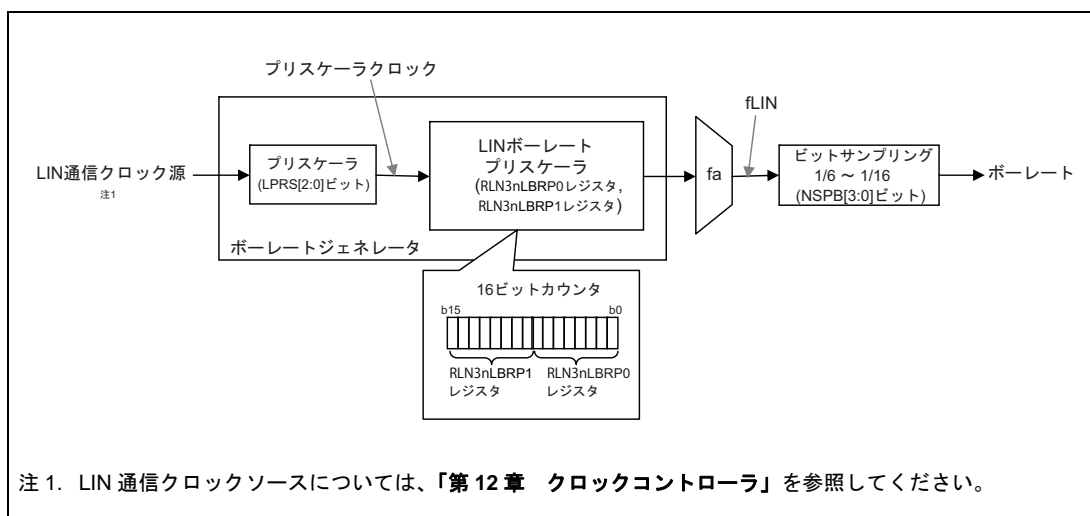 プリスケーラクロック
fLIN
LIN通信クロック源
注1
プリスケーラ
(LPRS[2:0]ビット)
LINボーレート
プリスケーラ
(RLN3nLBRP0レジスタ,
RLN3nLBRP1レジスタ)
fa
ビットサンプリング
1/6 ~ 1/16
(NSPB[3:0]ビット)
ボーレート
ボーレートジェネレータ
16ビットカウンタ
b15 b0
RLN3nLBRP1 RLN3nLBRP0
レジスタ レジスタ
注 1. LIN 通信クロックソースについては、「第 12 章 クロックコントローラ」を参照してください。